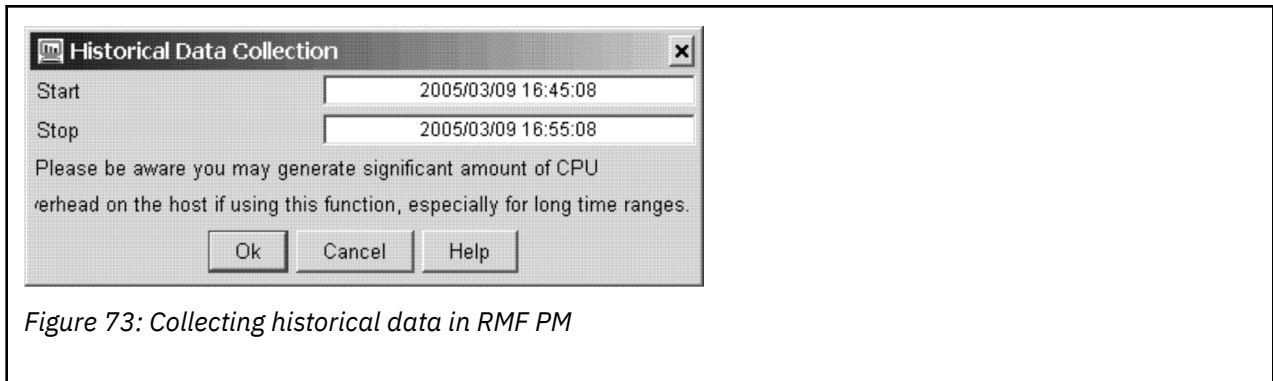 Historical Data Collection
Start 2005/03/09 16:45:08
Stop 2005/03/09 16:55:08
Please be aware you may generate significant amount of CPU
verhead on the host if using this function, especially for long time ranges.
Ok Cancel Help
Figure 73: Collecting historical data in RMF PM